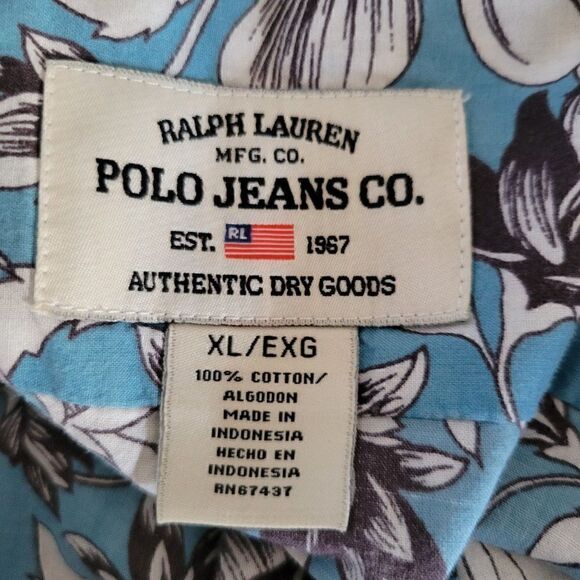 RALPH LAUREN
MFG. CO.
POLO JEANS CO.
EST. RL 1967
AUTHENTIC DRY GOODS
XL/EXG
100% COTTON/
ALGODON
MADE IN
INDONESIA
HECHO EN
INDONESIA
RN67437